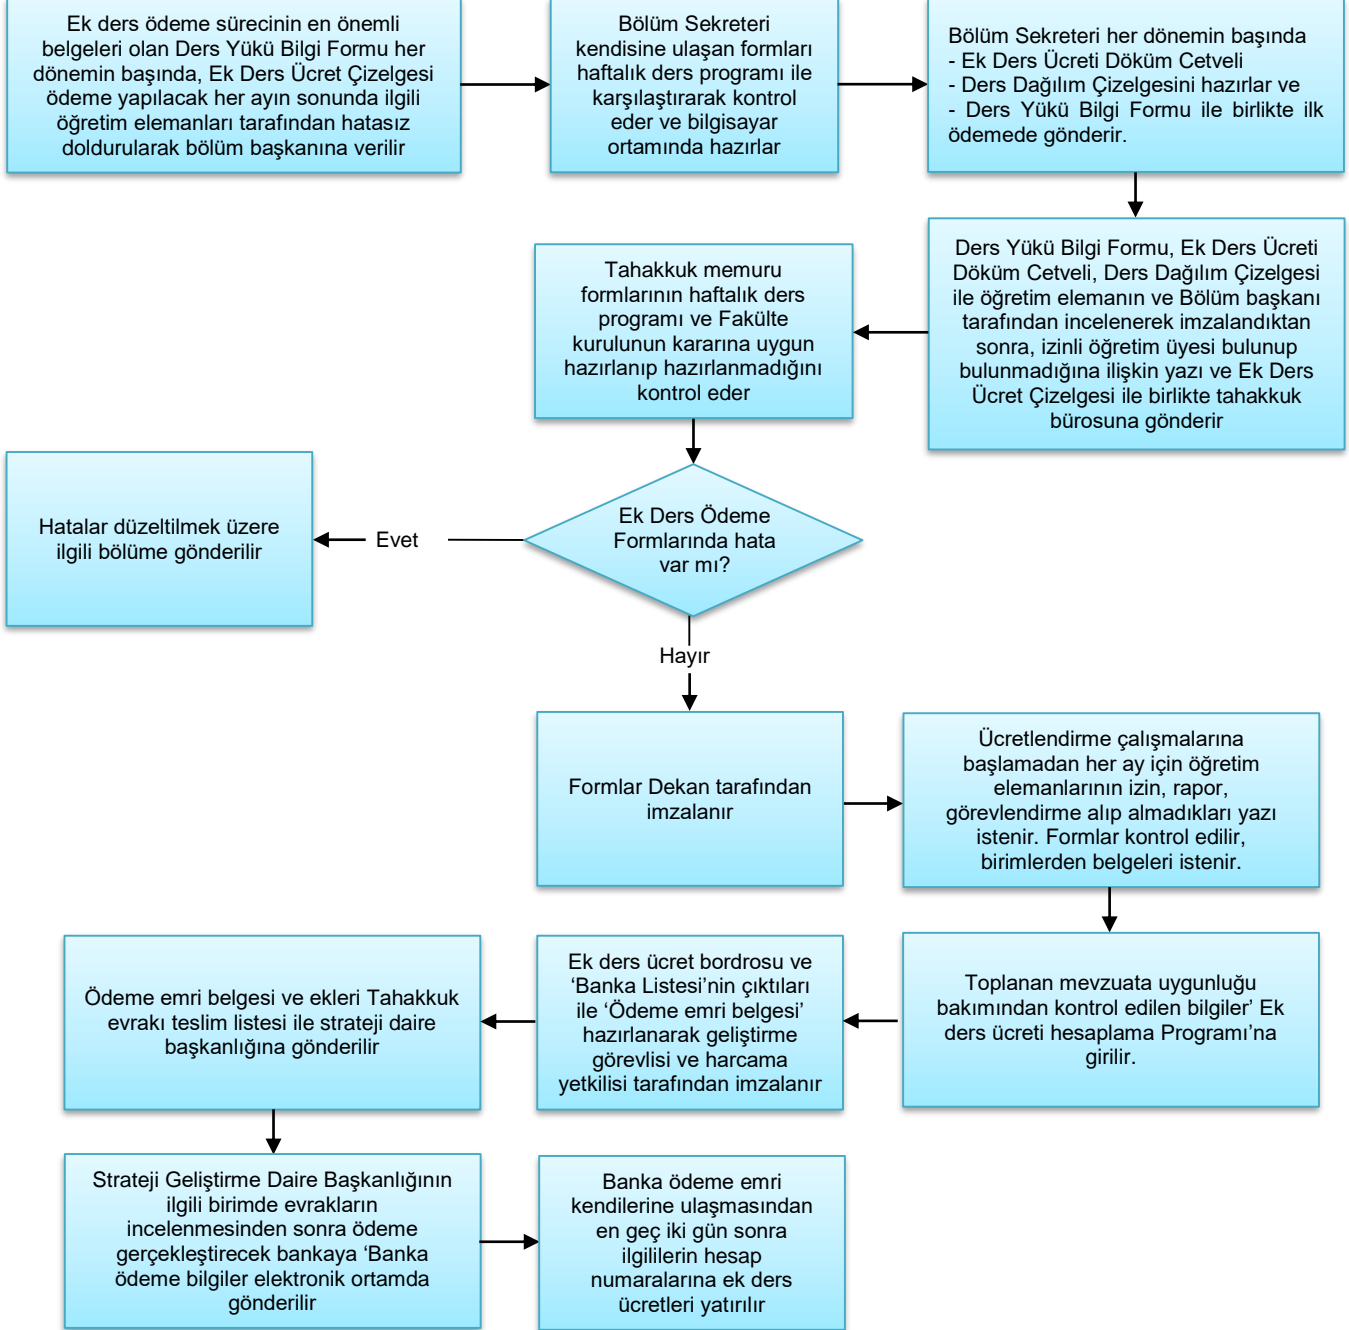 Ek ders ödeme sürecinin en önemli
belgeleri olan Ders Yükü Bilgi Formu her
dönemin başında, Ek Ders Ücret Çizelgesi
ödeme yapılacak her ayın sonunda ilgili
öğretim elemanları tarafından hatasız
doldurularak bölüm başkanına verilir
Bölüm Sekreteri
kendisine ulaşan formları
haftalık ders programı ile
karşılaştırarak kontrol
eder ve bilgisayar
ortamında hazırlar
Bölüm Sekreteri her dönemin başında
- Ek Ders Ücreti Döküm Cetveli
- Ders Dağılım Çizelgesini hazırlar ve
- Ders Yükü Bilgi Formu ile birlikte ilk
ödemede gönderir.
Ders Yükü Bilgi Formu, Ek Ders Ücreti
Döküm Cetveli, Ders Dağılım Çizelgesi
ile öğretim elemanın ve Bölüm başkanı
tarafından incelenerek imzalandıktan
sonra, izinli öğretim üyesi bulunup
bulunmadığına ilişkin yazı ve Ek Ders
Ücret Çizelgesi ile birlikte tahakkuk
bürosuna gönderir
Tahakkuk memuru
formlarının haftalık ders
programı ve Fakülte
kurulunun kararına uygun
hazırlanıp hazırlanmadığını
kontrol eder
Ek Ders Ödeme
Formlarında hata
var mı?
Evet
Hatalar düzeltilmek üzere
ilgili bölüme gönderilir
Hayır
Formlar Dekan tarafından
imzalanır
Ücretlendirme çalışmalarına
başlamadan her ay için öğretim
elemanlarının izin, rapor,
görevlendirme alıp almadıkları yazı
istenir. Formlar kontrol edilir,
birimlerden belgeleri istenir.
Toplanan mevzuata uygunluğu
bakımından kontrol edilen bilgiler’ Ek
ders ücreti hesaplama Programı’na
girilir.
Ek ders ücret bordrosu ve
‘Banka Listesi’nin çıktıları
ile ‘Ödeme emri belgesi’
hazırlanarak geliştirme
görevlisi ve harcama
yetkilisi tarafından imzalanır
Ödeme emri belgesi ve ekleri Tahakkuk
evrakı teslim listesi ile strateji daire
başkanlığına gönderilir
Strateji Geliştirme Daire Başkanlığının
ilgili birimde evrakların
incelenmesinden sonra ödeme
gerçekleştirecek bankaya ‘Banka
ödeme bilgiler elektronik ortamda
gönderilir
Banka ödeme emri
kendilerine ulaşmasından
en geç iki gün sonra
ilgililerin hesap
numaralarına ek ders
ücretleri yatırılır